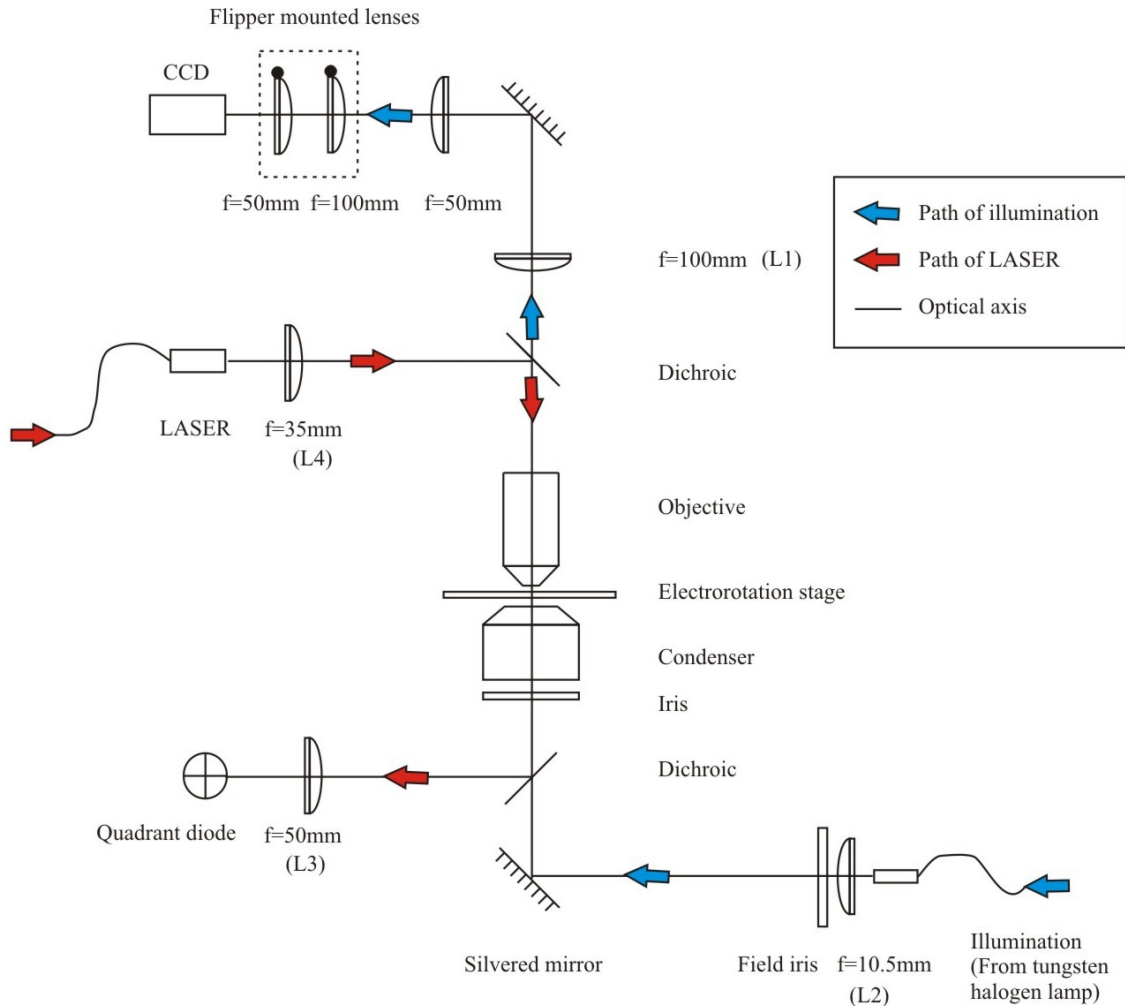 Flipper mounted lenses
CCD
f=50mm
f=100mm
f=50mm
Path of illumination
Path of LASER
Optical axis
f=100mm (L1)
Dichroic
LASER
f=35mm
(L4)
Objective
Electrorotation stage
Condenser
Iris
Dichroic
Quadrant diode
f=50mm
(L3)
Silvered mirror
Field iris
f=10.5mm
(L2)
Illumination
(From tungsten
halogen lamp)